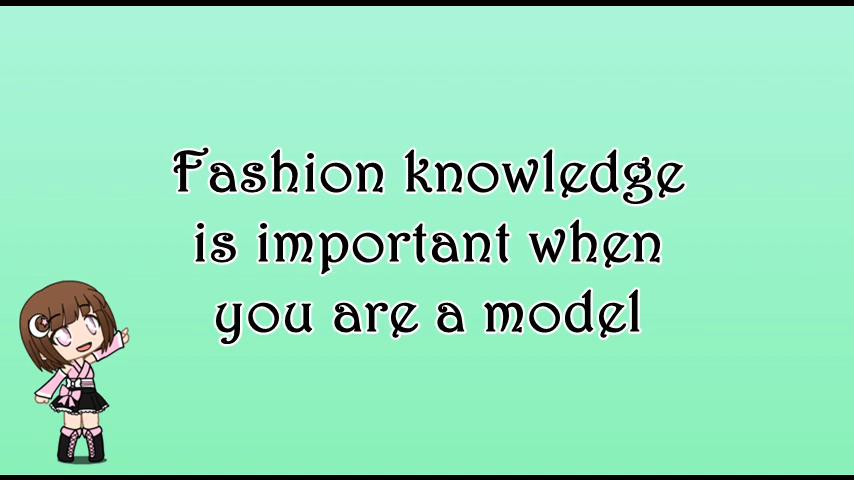 Fashion knowledge
is important when
you are a model